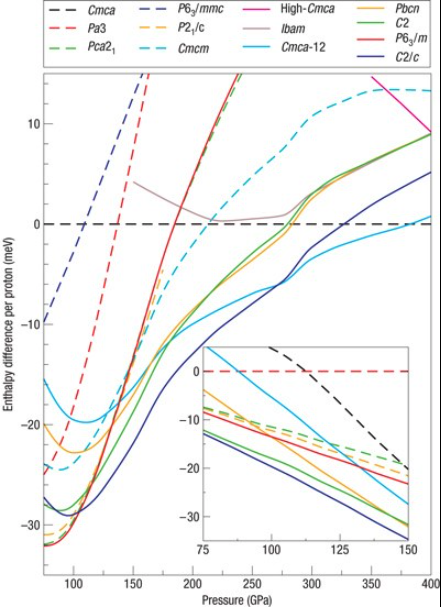 Cmca P6₃/mmc High-Cmca Pbcn
Pa3 P2₁/c Ibam C2
Pca2₁ Cmcm Cmca-12 P6₃/m
C2/c
Enthalpy difference per proton (meV)
10
0
−10
−20
−30
0
−10
−20
−30
75 100 125 150
100 150 200 250 300 350 400
Pressure (GPa)